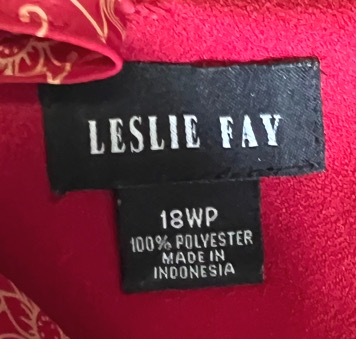 LESLIE FAY
18WP
100% POLYESTER
MADE IN
INDONESIA